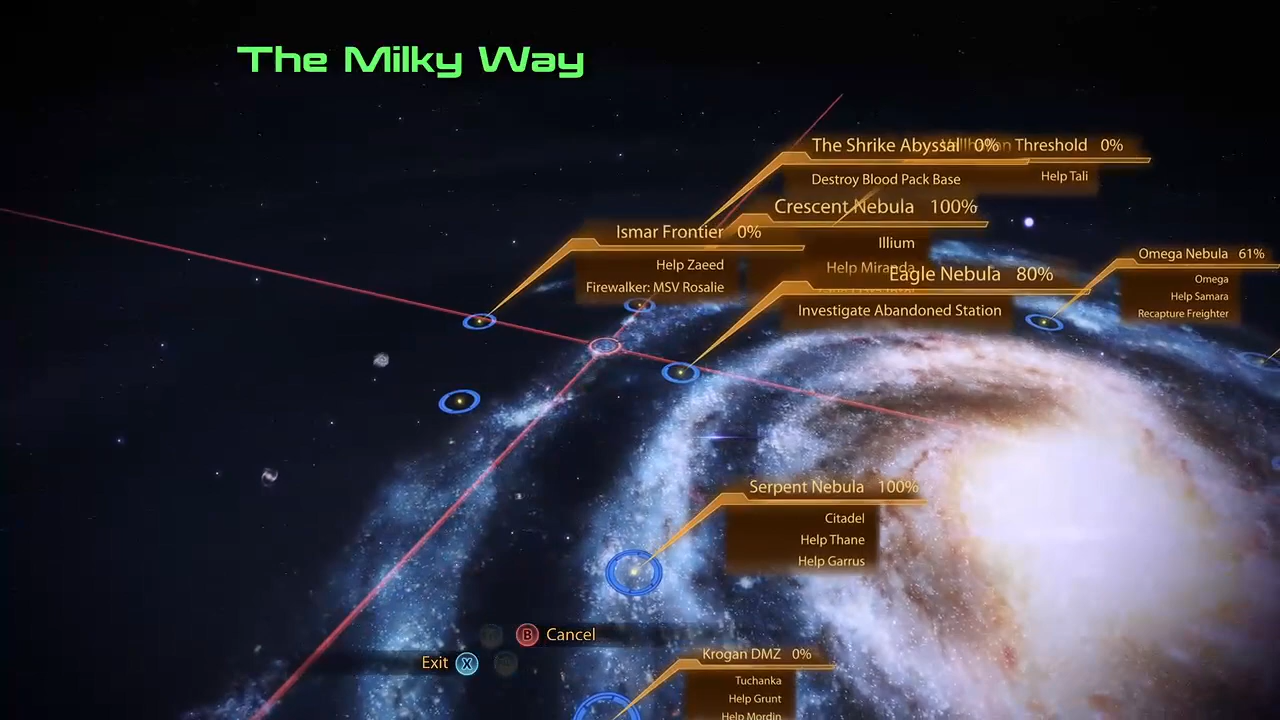 The Milky Way
The Shrike Abyssal 0%
Threshold 0%
Destroy Blood Pack Base
Help Tali
Crescent Nebula 100%
Illium
Help Miranda
Ismar Frontier 0%
Help Zaeed
Firewalker: MSV Rosalie
Eagle Nebula 80%
Investigate Abandoned Station
Omega Nebula 61%
Omega
Help Samara
Recapture Freighter
Serpent Nebula 100%
Citadel
Help Thane
Help Garrus
B Cancel
Exit X
Krogan DMZ 0%
Tuchanka
Help Grunt
Help Mordin